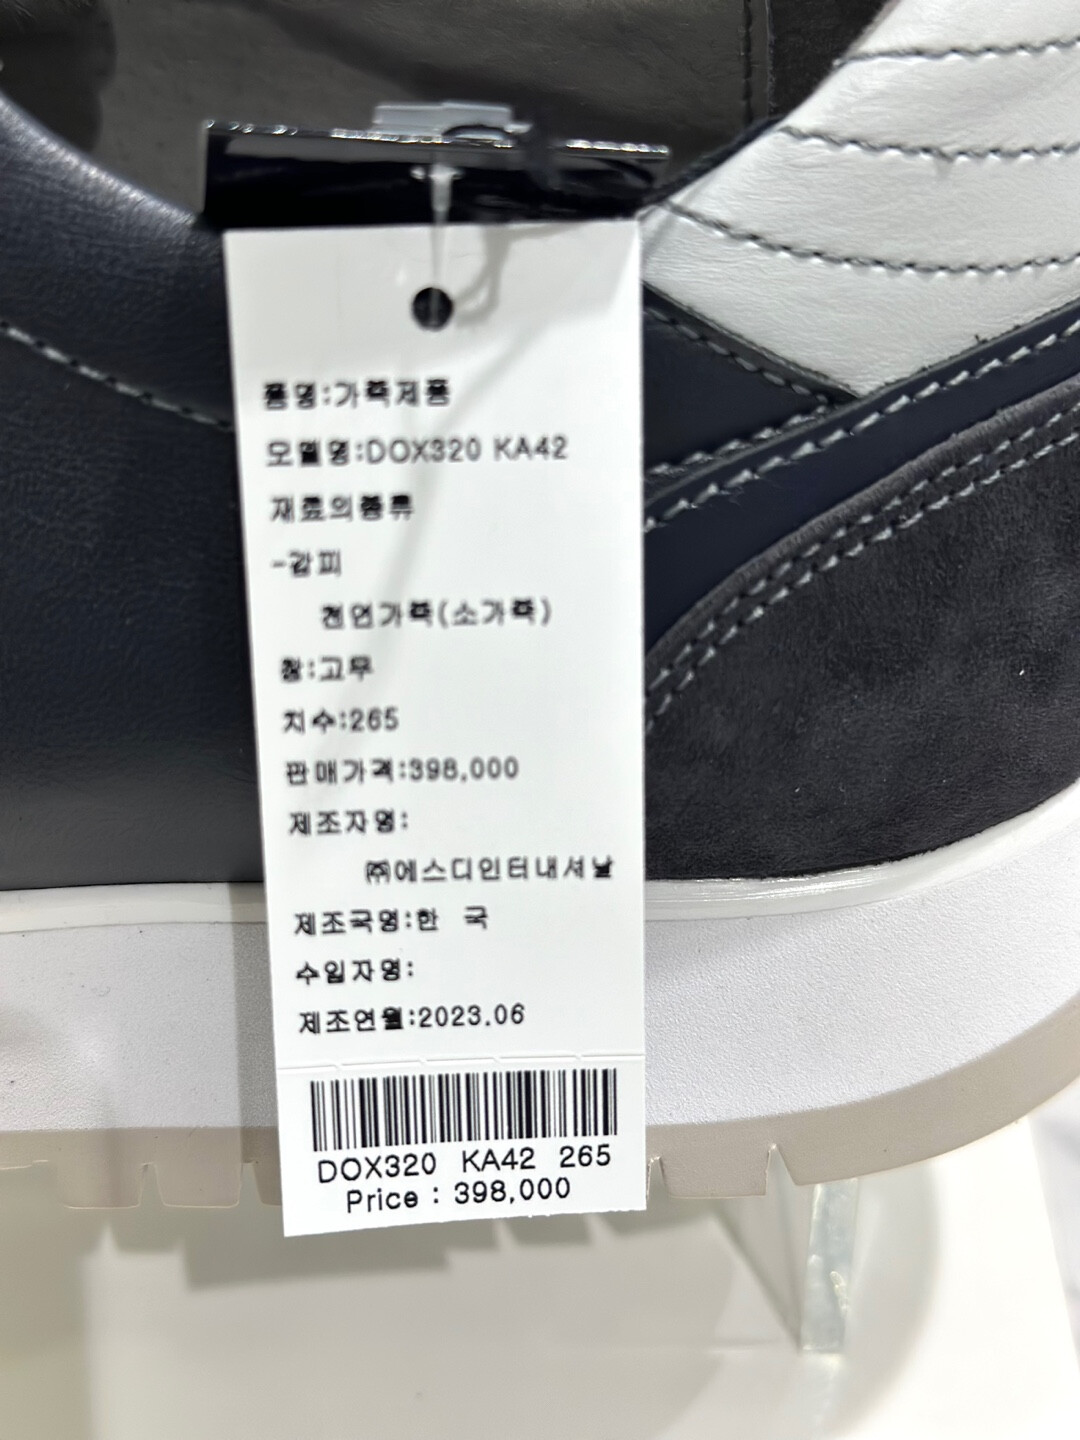 품명:가죽제품
모델명:DOX320 KA42
재료의종류
-갑피
천연가죽(소가죽)
창:고무
치수:265
판매가격:398,000
제조자명:
㈜에스디인터내셔날
제조국명:한 국
수입자명:
제조연월:2023.06
DOX320 KA42 265
Price : 398,000